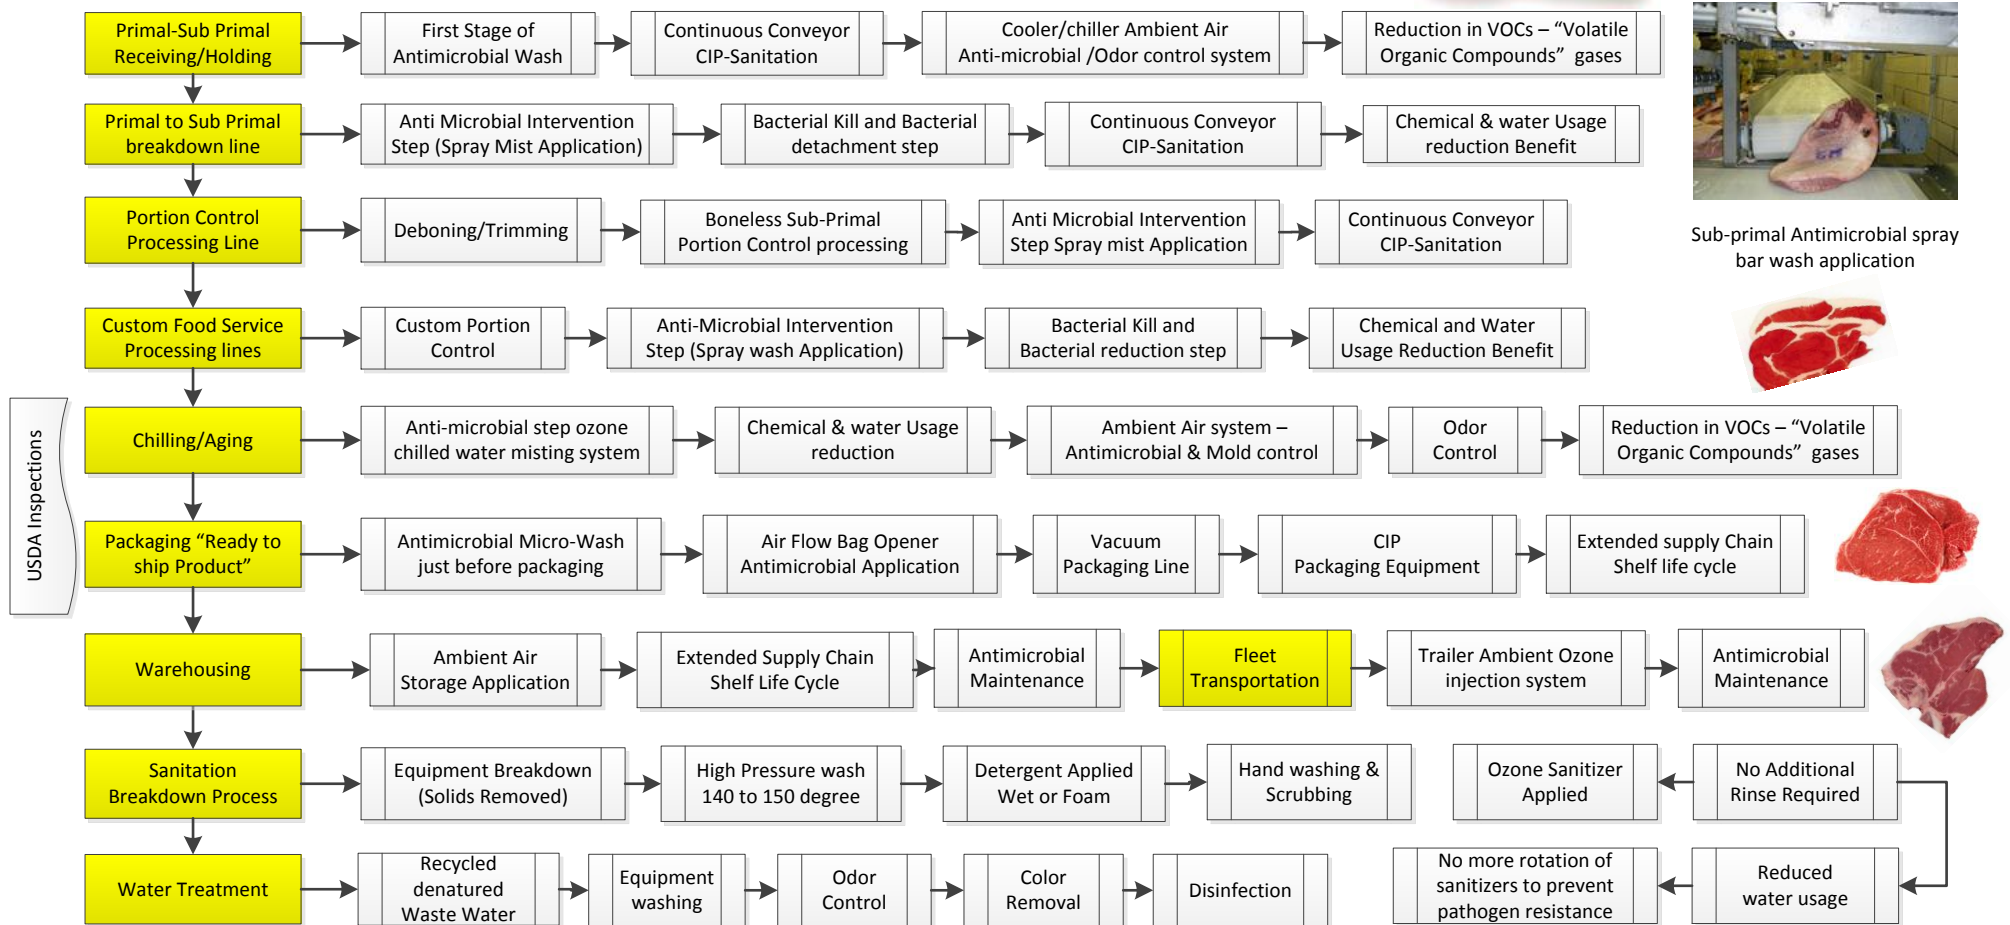 Primal-Sub Primal
Receiving/Holding
First Stage of
Antimicrobial Wash
Continuous Conveyor
CIP-Sanitation
Cooler/chiller Ambient Air
Anti-microbial /Odor control system
Reduction in VOCs – “Volatile
Organic Compounds” gases
Primal to Sub Primal
breakdown line
Anti Microbial Intervention
Step (Spray Mist Application)
Bacterial Kill and Bacterial
detachment step
Continuous Conveyor
CIP-Sanitation
Chemical & water Usage
reduction Benefit
Portion Control
Processing Line
Deboning/Trimming
Boneless Sub-Primal
Portion Control processing
Anti Microbial Intervention
Step Spray mist Application
Continuous Conveyor
CIP-Sanitation
Sub-primal Antimicrobial spray
bar wash application
Custom Food Service
Processing lines
Custom Portion
Control
Anti-Microbial Intervention
Step (Spray wash Application)
Bacterial Kill and
Bacterial reduction step
Chemical and Water
Usage Reduction Benefit
USDA Inspections
Chilling/Aging
Anti-microbial step ozone
chilled water misting system
Chemical & water Usage
reduction
Ambient Air system –
Antimicrobial & Mold control
Odor
Control
Reduction in VOCs – “Volatile
Organic Compounds” gases
Packaging “Ready to
ship Product”
Antimicrobial Micro-Wash
just before packaging
Air Flow Bag Opener
Antimicrobial Application
Vacuum
Packaging Line
CIP
Packaging Equipment
Extended supply Chain
Shelf life cycle
Warehousing
Ambient Air
Storage Application
Extended Supply Chain
Shelf Life Cycle
Antimicrobial
Maintenance
Fleet
Transportation
Trailer Ambient Ozone
injection system
Antimicrobial
Maintenance
Sanitation
Breakdown Process
Equipment Breakdown
(Solids Removed)
High Pressure wash
140 to 150 degree
Detergent Applied
Wet or Foam
Hand washing &
Scrubbing
Ozone Sanitizer
Applied
No Additional
Rinse Required
Water Treatment
Recycled
denatured
Waste Water
Equipment
washing
Odor
Control
Color
Removal
Disinfection
No more rotation of
sanitizers to prevent
pathogen resistance
Reduced
water usage